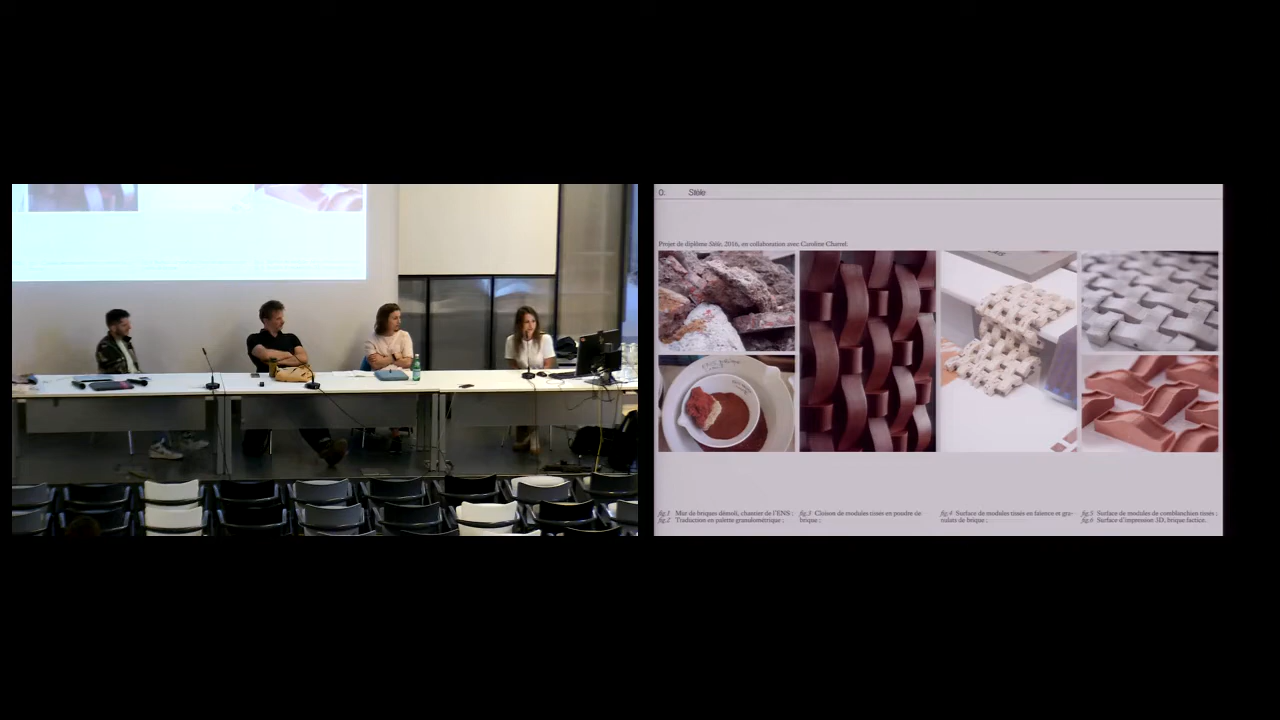 0. Stèle
Projet de diplôme Stèle, 2016, en collaboration avec Caroline Charrel.
fig.1 Mur de briques démoli, chantier de l'ENS ;
fig.2 Traduction en palette granulométrique ;
fig.3 Cloison de modules tissés en poudre de
brique ;
fig.4 Surface de modules tissés en faïence et gra-
nulats de brique ;
fig.5 Surface de modules de comblanchien tissés ;
fig.6 Surface d'impression 3D, brique factice.